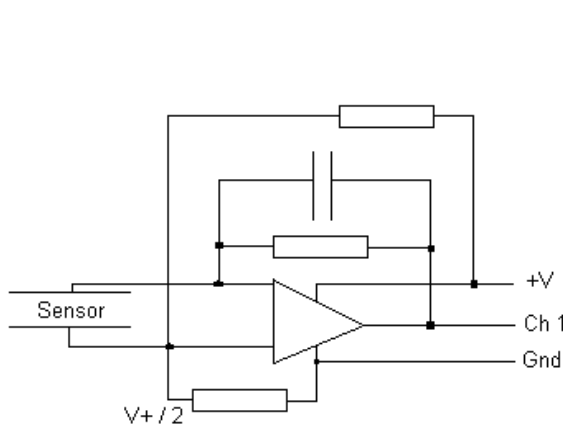 +V
Sensor
Ch 1
Gnd
V+ / 2